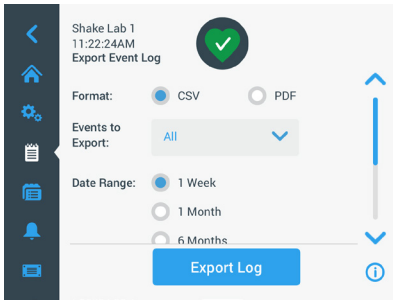 Shake Lab 1
11:22:24AM
Export Event Log
Format: CSV PDF
Events to
Export: All
Date Range: 1 Week
1 Month
6 Months
Export Log